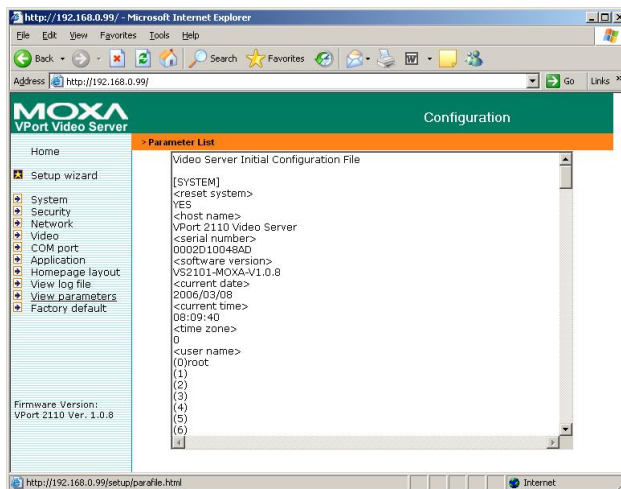 http://192.168.0.99/ - Microsoft Internet Explorer
File Edit View Favorites Tools Help
Back Search Favorites
Address http://192.168.0.99/ Go Links »
MOXA
VPort Video Server
Configuration
> Parameter List
Home
Setup wizard
System
Security
Network
Video
COM port
Application
Homepage layout
View log file
View parameters
Factory default
Firmware Version:
VPort 2110 Ver. 1.0.8
Video Server Initial Configuration File
[SYSTEM]
<reset system>
YES
<host name>
VPort 2110 Video Server
<serial number>
0002D10048AD
<software version>
VS2101-MOXA-V1.0.8
<current date>
2006/03/08
<current time>
08:09:40
<time zone>
0
<user name>
(0)root
(1)
(2)
(3)
(4)
(5)
(6)
http://192.168.0.99/setup/parafile.html Internet